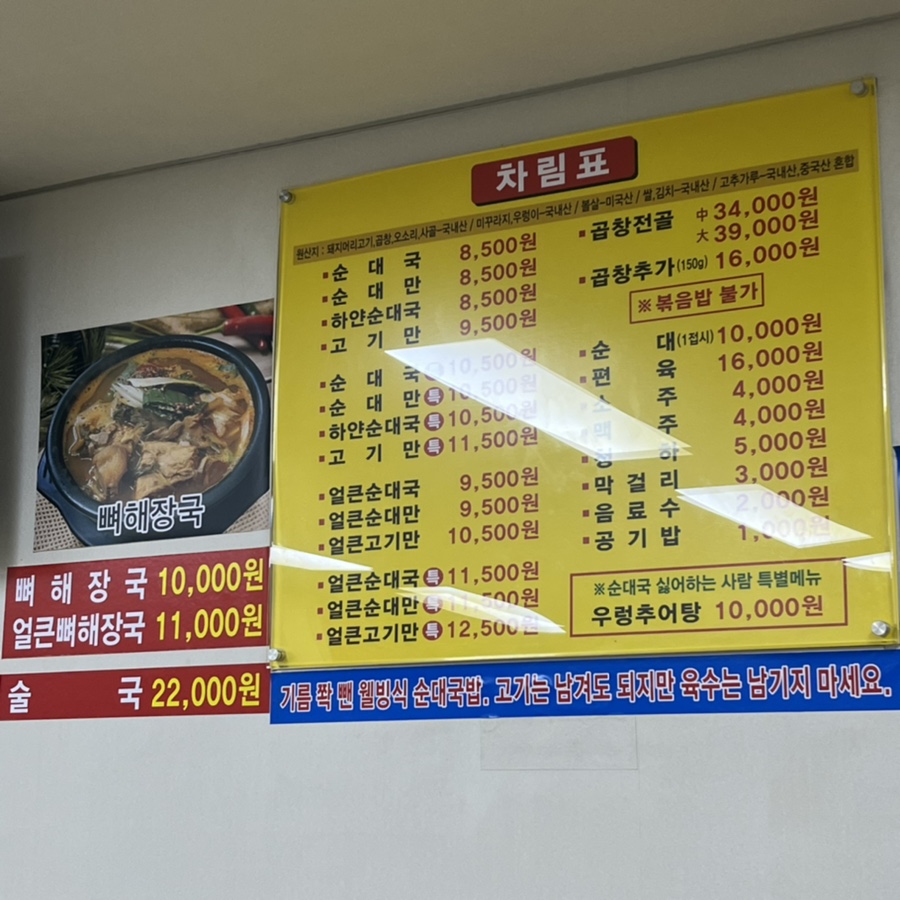 차림표
원산지 : 돼지머리고기,곱창,오소리,사골-국내산 / 미꾸라지,우렁이-국내산 / 볼살-미국산 / 쌀,김치-국내산 / 고추가루-국내산,중국산 혼합
순대국 8,500원
순대만 8,500원
하얀순대국 8,500원
고기만 9,500원
순대국 특 10,500원
순대만 특 10,500원
하얀순대국 특 10,500원
고기만 특 11,500원
얼큰순대국 9,500원
얼큰순대만 9,500원
얼큰고기만 10,500원
얼큰순대국 특 11,500원
얼큰순대만 특 11,500원
얼큰고기만 특 12,500원
곱창전골 中 34,000원
大 39,000원
곱창추가(150g) 16,000원
※볶음밥 불가
순대(1접시) 10,000원
편육 16,000원
소주 4,000원
맥주 4,000원
청하 5,000원
막걸리 3,000원
음료수 2,000원
공기밥 1,000원
※순대국 싫어하는 사람 특별메뉴
우렁추어탕 10,000원
뼈해장국
뼈해장국 10,000원
얼큰뼈해장국 11,000원
술국 22,000원
기름 쫙 뺀 웰빙식 순대국밥. 고기는 남겨도 되지만 육수는 남기지 마세요.